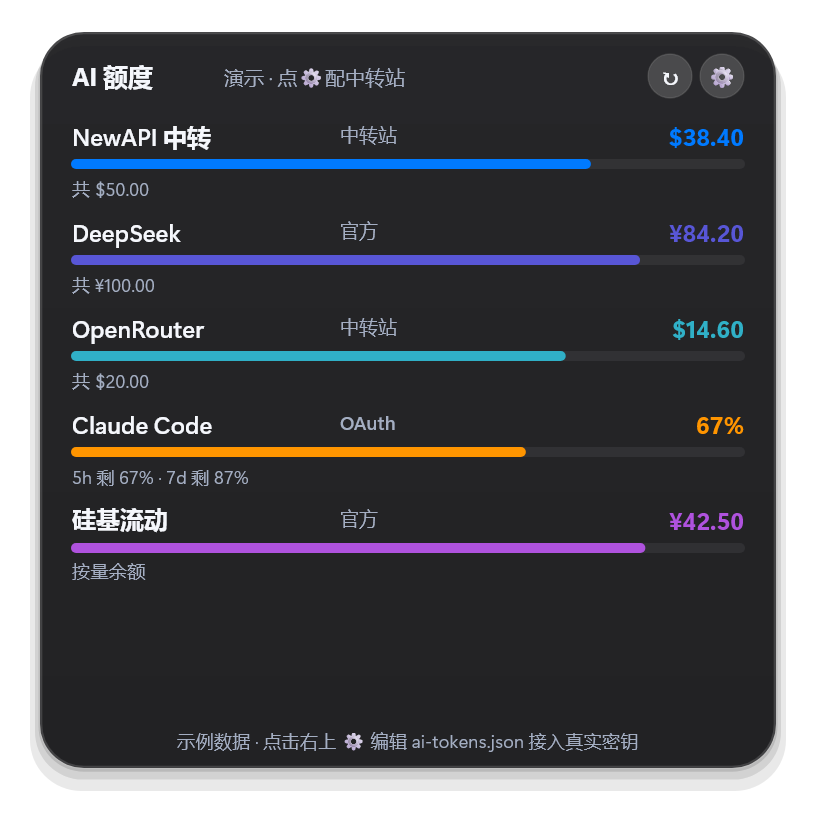 AI 额度 演示 · 点 ⚙ 配中转站 ↻ ⚙
NewAPI 中转 中转站 $38.40
共 $50.00
DeepSeek 官方 ¥84.20
共 ¥100.00
OpenRouter 中转站 $14.60
共 $20.00
Claude Code OAuth 67%
5h 剩 67% · 7d 剩 87%
硅基流动 官方 ¥42.50
按量余额
示例数据 · 点击右上 ⚙ 编辑 ai-tokens.json 接入真实密钥